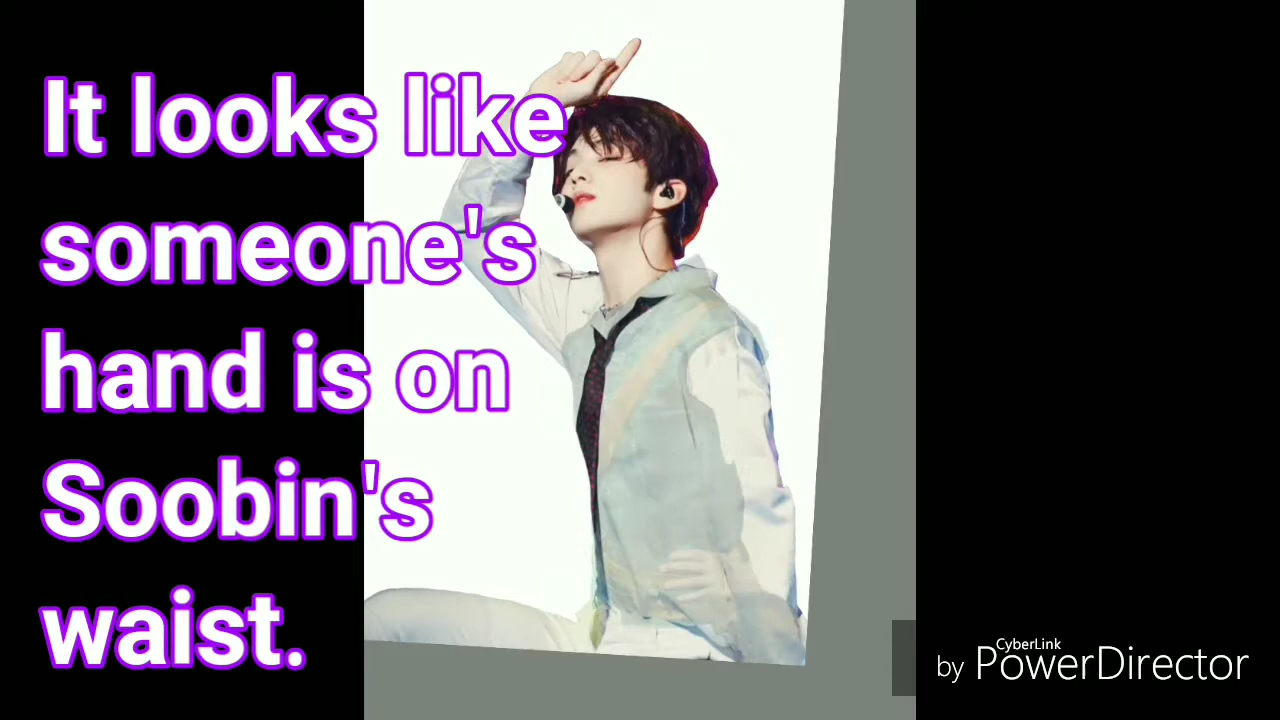 It looks like
someone's
hand is on
Soobin's
waist.
CyberLink
by PowerDirector